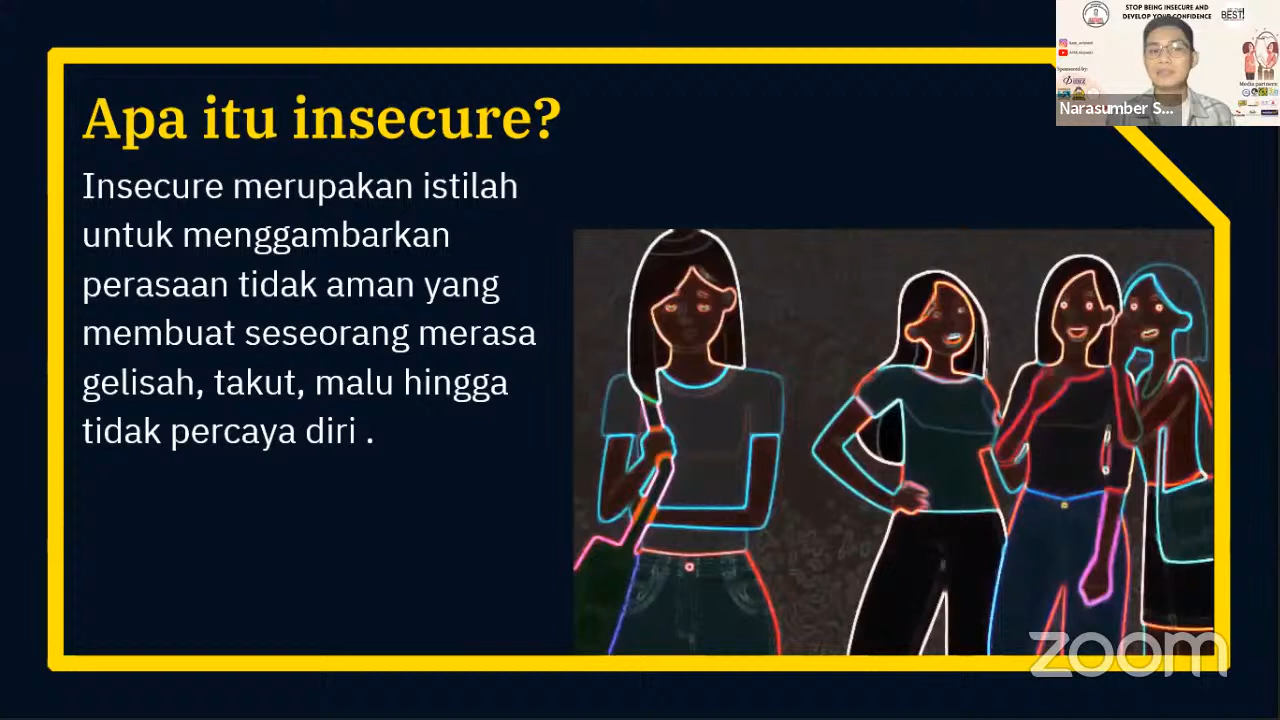 Apa itu insecure?
Insecure merupakan istilah
untuk menggambarkan
perasaan tidak aman yang
membuat seseorang merasa
gelisah, takut, malu hingga
tidak percaya diri .
STOP BEING INSECURE AND
DEVELOP YOUR CONFIDENCE
BEST!
Sponsored by:
Media partners:
Narasumber S...
zoom